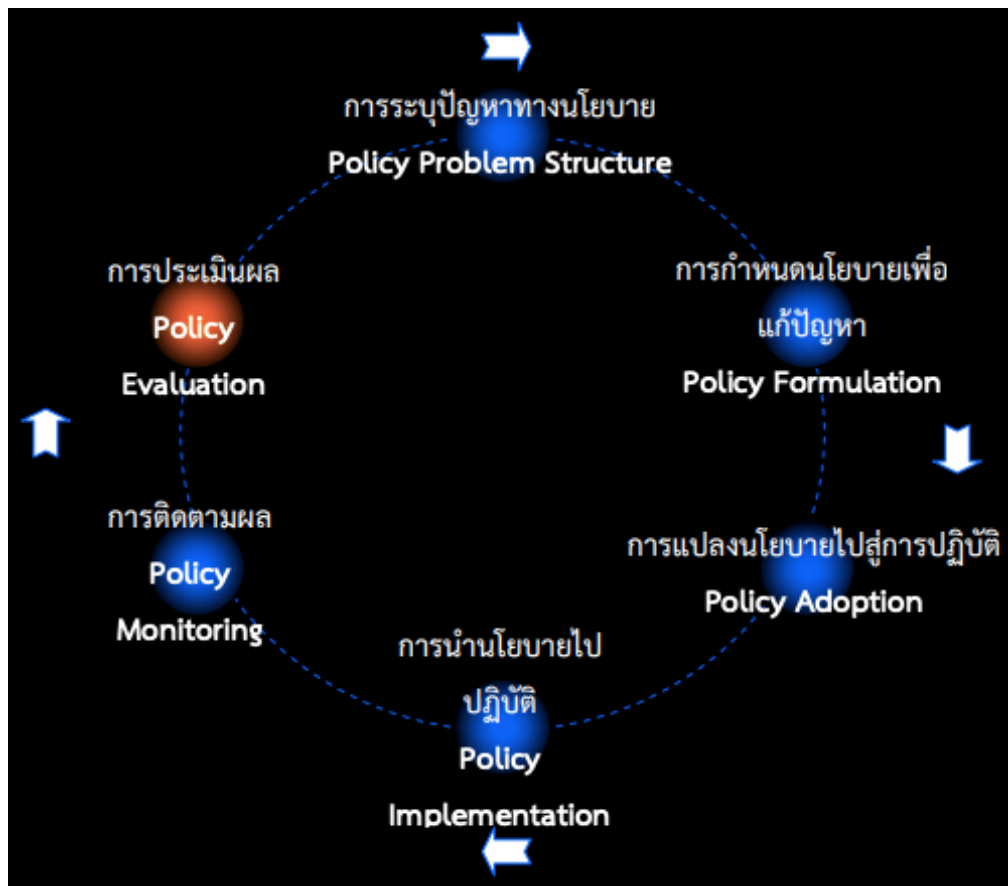 การระบุปัญหาทางนโยบาย
Policy Problem Structure
การกำหนดนโยบายเพื่อ
แก้ปัญหา
Policy Formulation
การแปลงนโยบายไปสู่การปฏิบัติ
Policy Adoption
การนำนโยบายไป
ปฏิบัติ
Policy
Implementation
การติดตามผล
Policy
Monitoring
การประเมินผล
Policy
Evaluation